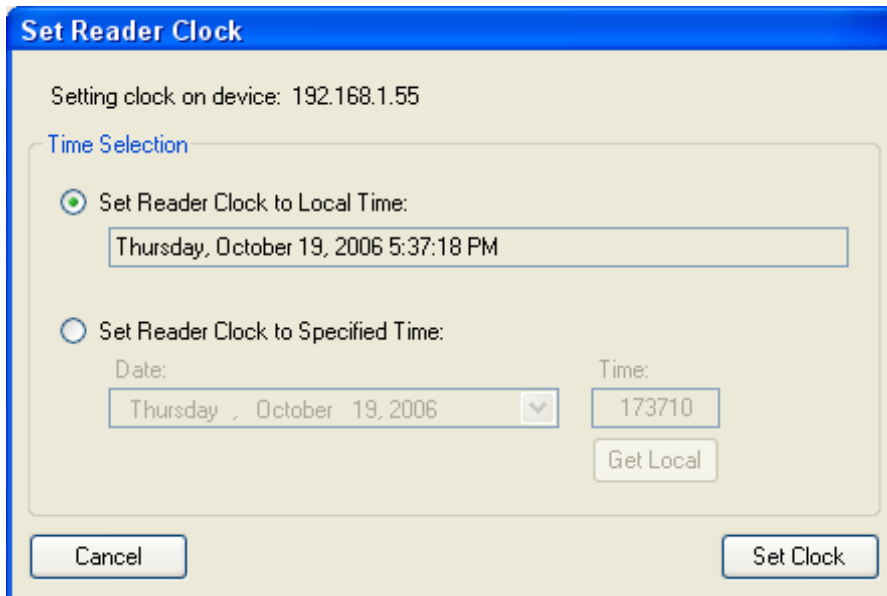 Set Reader Clock
Setting clock on device: 192.168.1.55
Time Selection
Set Reader Clock to Local Time:
Thursday, October 19, 2006 5:37:18 PM
Set Reader Clock to Specified Time:
Date: Time:
Thursday , October 19, 2006 173710
Get Local
Cancel Set Clock